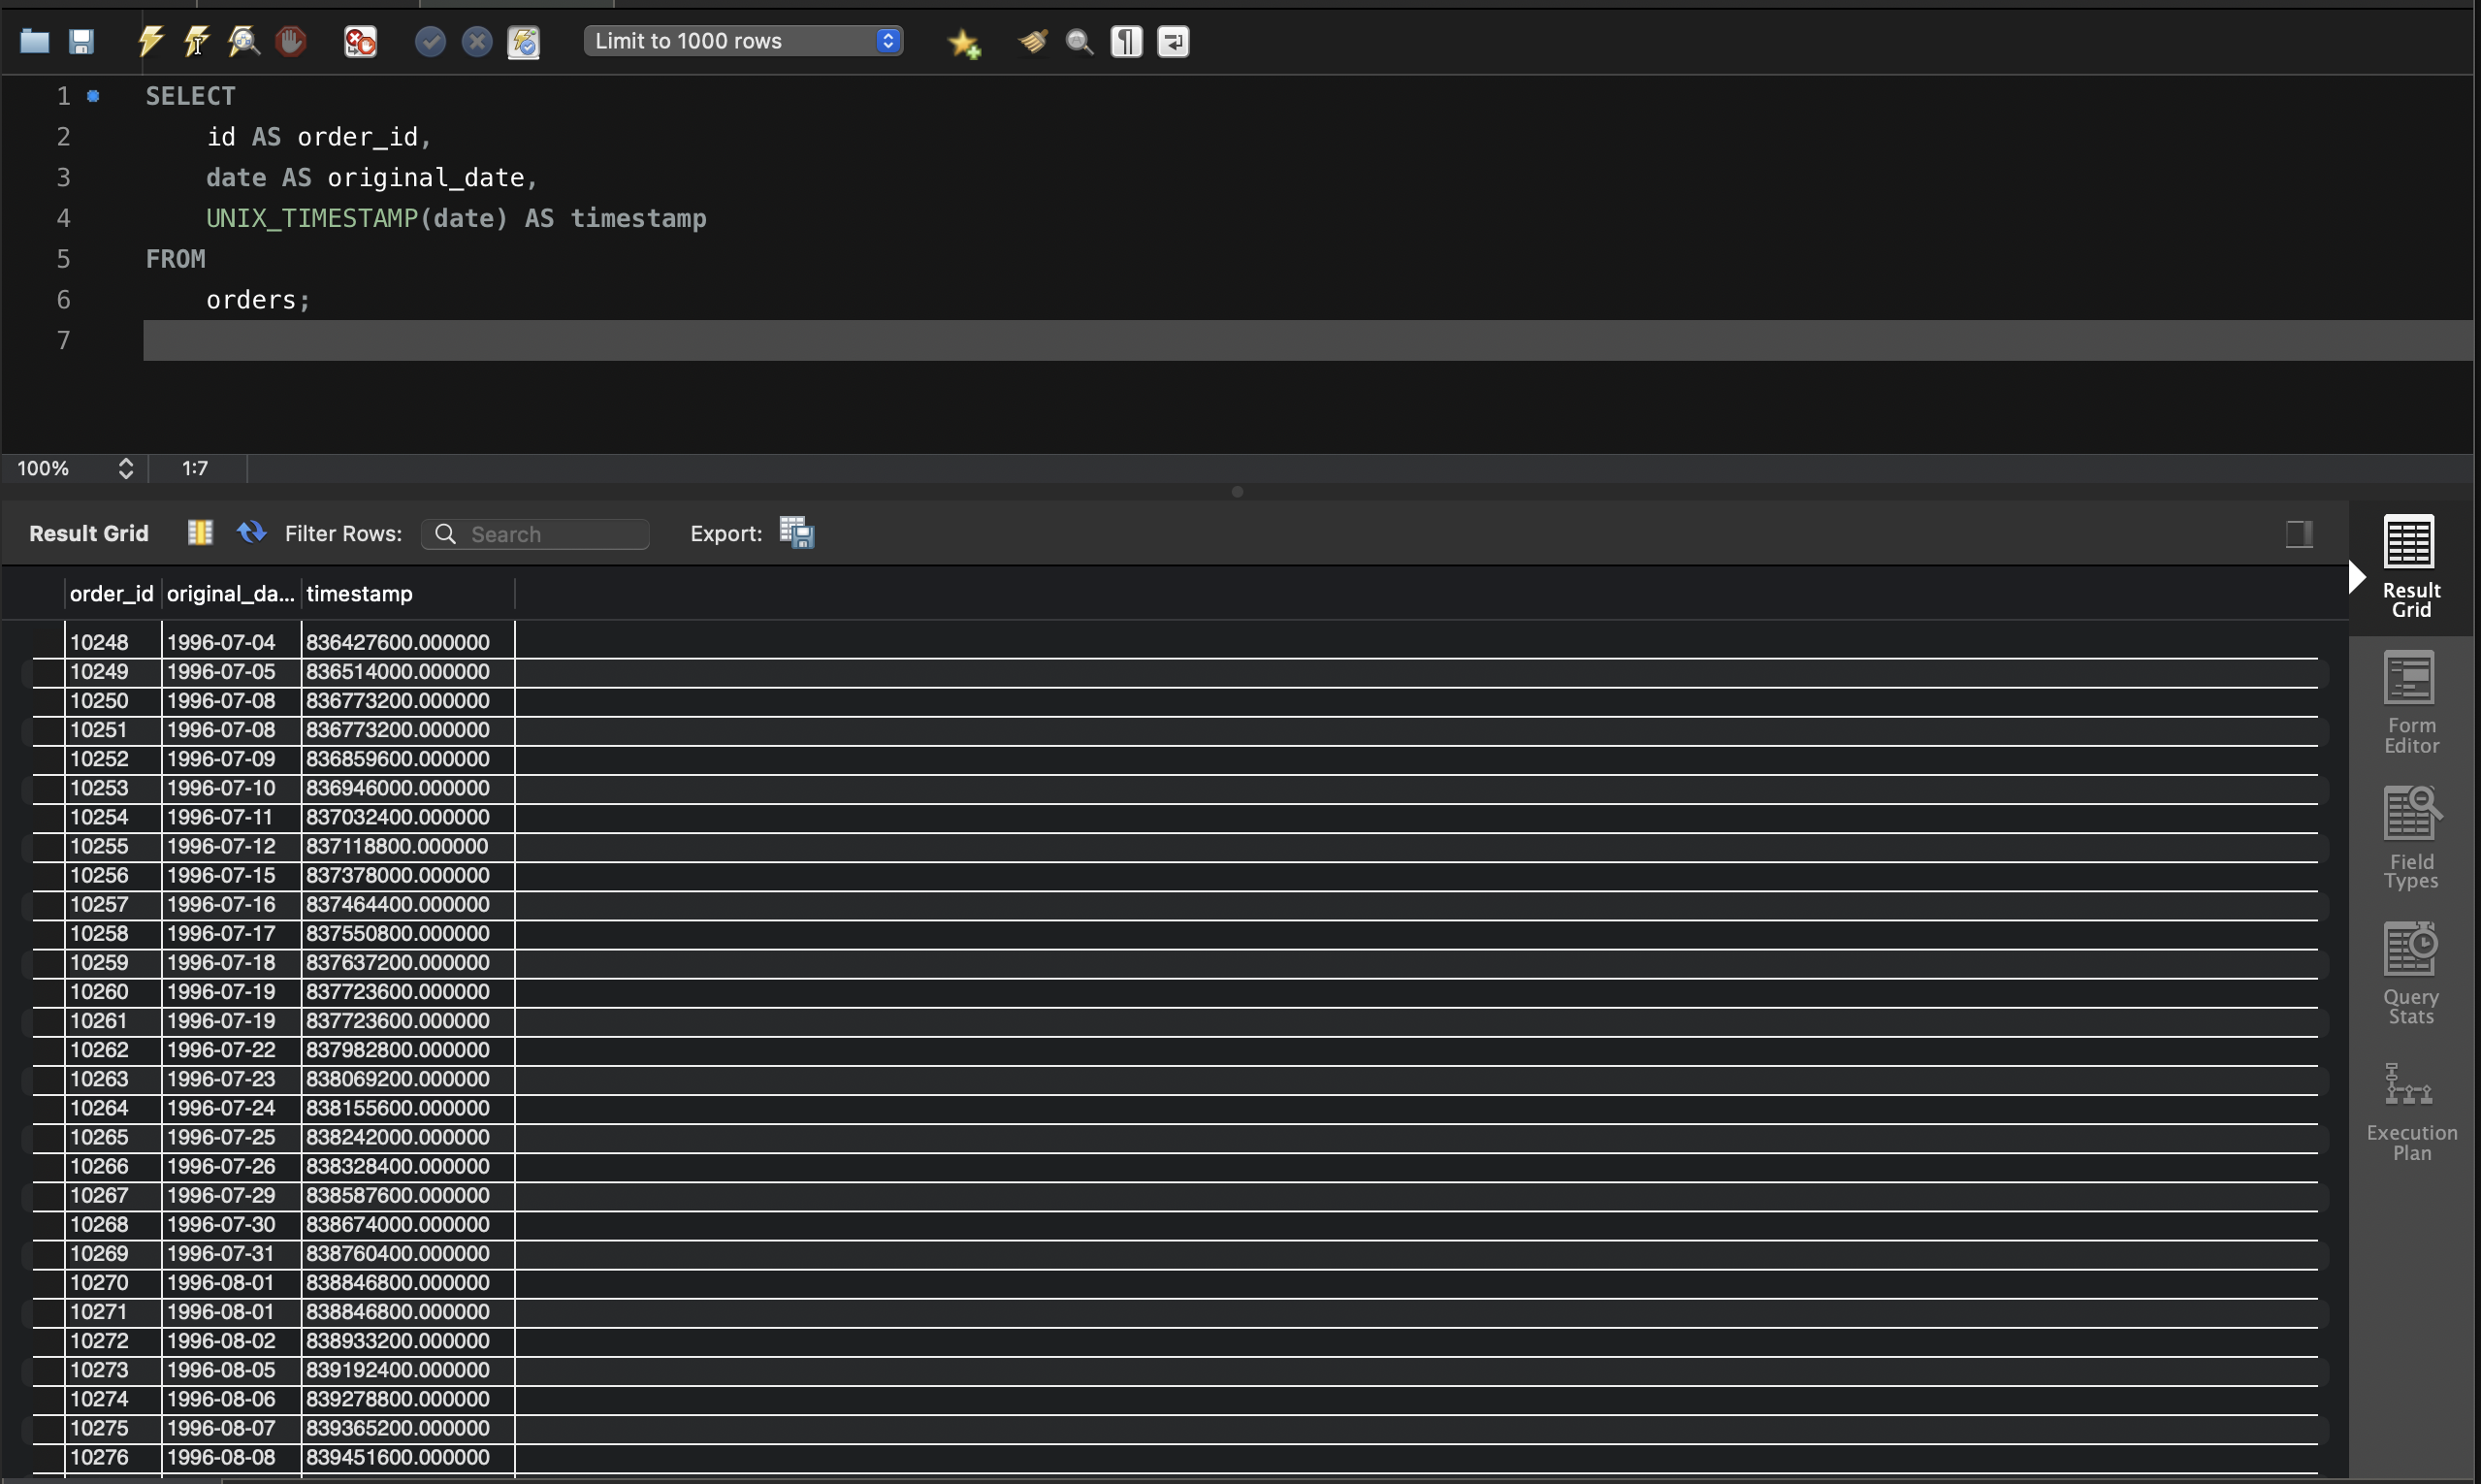 Limit to 1000 rows
1 SELECT
2 id AS order_id,
3 date AS original_date,
4 UNIX_TIMESTAMP(date) AS timestamp
5 FROM
6 orders;
7
100% 1:7
Result Grid Filter Rows: Search Export:
order_id original_da... timestamp
10248 1996-07-04 836427600.000000
10249 1996-07-05 836514000.000000
10250 1996-07-08 836773200.000000
10251 1996-07-08 836773200.000000
10252 1996-07-09 836859600.000000
10253 1996-07-10 836946000.000000
10254 1996-07-11 837032400.000000
10255 1996-07-12 837118800.000000
10256 1996-07-15 837378000.000000
10257 1996-07-16 837464400.000000
10258 1996-07-17 837550800.000000
10259 1996-07-18 837637200.000000
10260 1996-07-19 837723600.000000
10261 1996-07-19 837723600.000000
10262 1996-07-22 837982800.000000
10263 1996-07-23 838069200.000000
10264 1996-07-24 838155600.000000
10265 1996-07-25 838242000.000000
10266 1996-07-26 838328400.000000
10267 1996-07-29 838587600.000000
10268 1996-07-30 838674000.000000
10269 1996-07-31 838760400.000000
10270 1996-08-01 838846800.000000
10271 1996-08-01 838846800.000000
10272 1996-08-02 838933200.000000
10273 1996-08-05 839192400.000000
10274 1996-08-06 839278800.000000
10275 1996-08-07 839365200.000000
10276 1996-08-08 839451600.000000
Result
Grid
Form
Editor
Field
Types
Query
Stats
Execution
Plan